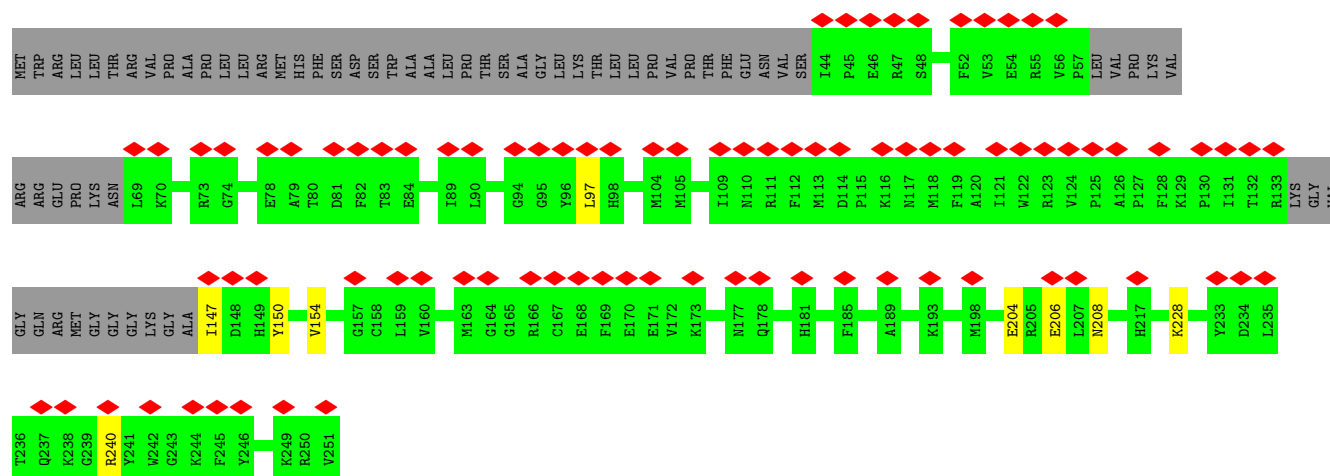 MET TRP ARG LEU LEU THR ARG VAL PRO ALA PRO LEU LEU ARG MET HIS PHE SER ASP SER TRP ALA ALA LEU PRO THR SER ALA GLY LEU LYS THR LEU LEU PRO VAL PRO THR PHE GLU ASN VAL SER I44 P45 E46 R47 S48 F52 V53 E54 R55 V56 P57 LEU VAL PRO LYS VAL
ARG ARG GLU PRO LYS ASN L69 K70 R73 G74 E78 A79 T80 D81 F82 T83 E84 I89 L90 G94 G95 Y96 L97 H98 M104 M105 I109 N110 R111 F112 M113 D114 P115 K116 N117 M118 F119 A120 I121 W122 R123 V124 P125 A126 P127 F128 K129 P130 I131 T132 R133 LYS GLY
GLY GLN ARG MET GLY GLY GLY LYS GLY ALA I147 D148 H149 Y150 V154 G157 C158 L159 V160 M163 G164 G165 R166 C167 E168 F169 E170 E171 V172 K173 N177 Q178 H181 F185 A189 K193 M198 E204 R205 E206 L207 N208 H217 K228 Y233 D234 L235
T236 Q237 K238 G239 R240 Y241 W242 G243 K244 F245 Y246 K249 R250 V251